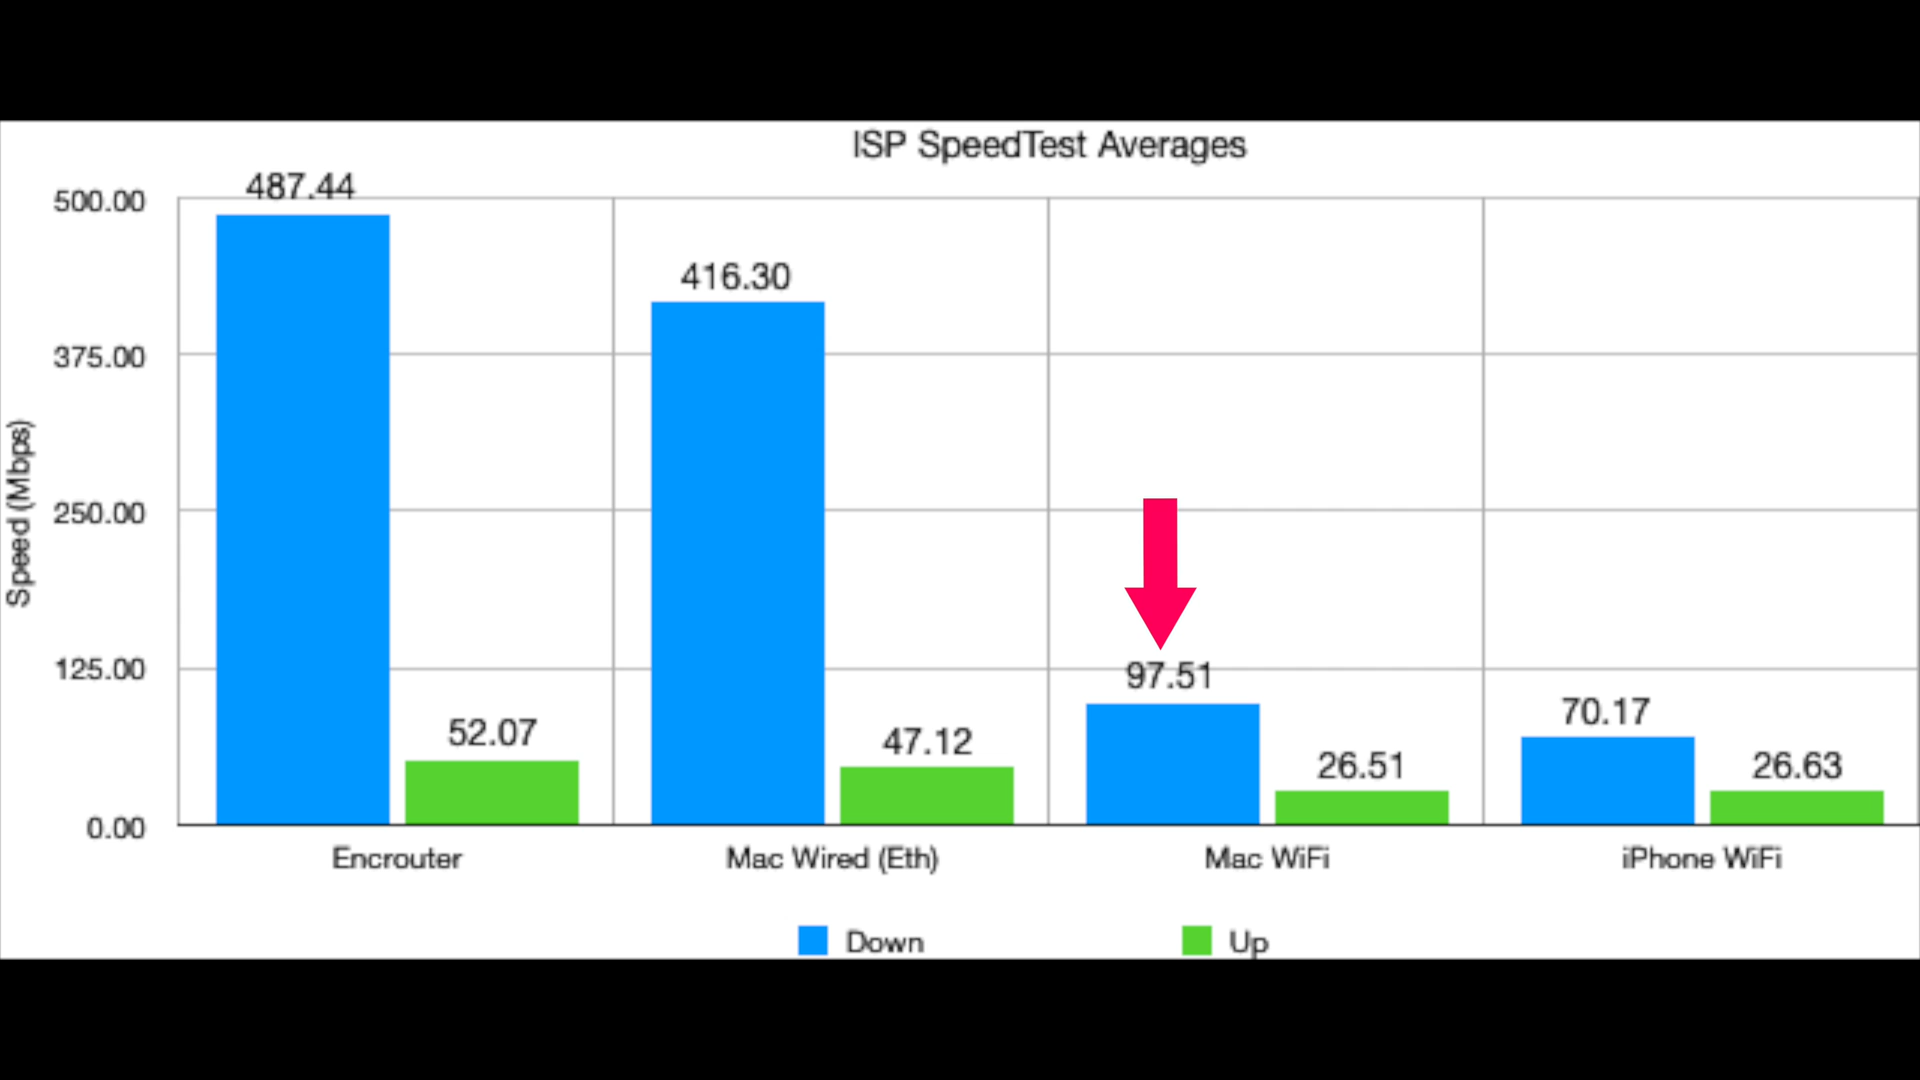 ISP SpeedTest Averages
Speed (Mbps)
500.00
375.00
250.00
125.00
0.00
487.44
52.07
416.30
47.12
97.51
26.51
70.17
26.63
Encrouter
Mac Wired (Eth)
Mac WiFi
iPhone WiFi
Down
Up